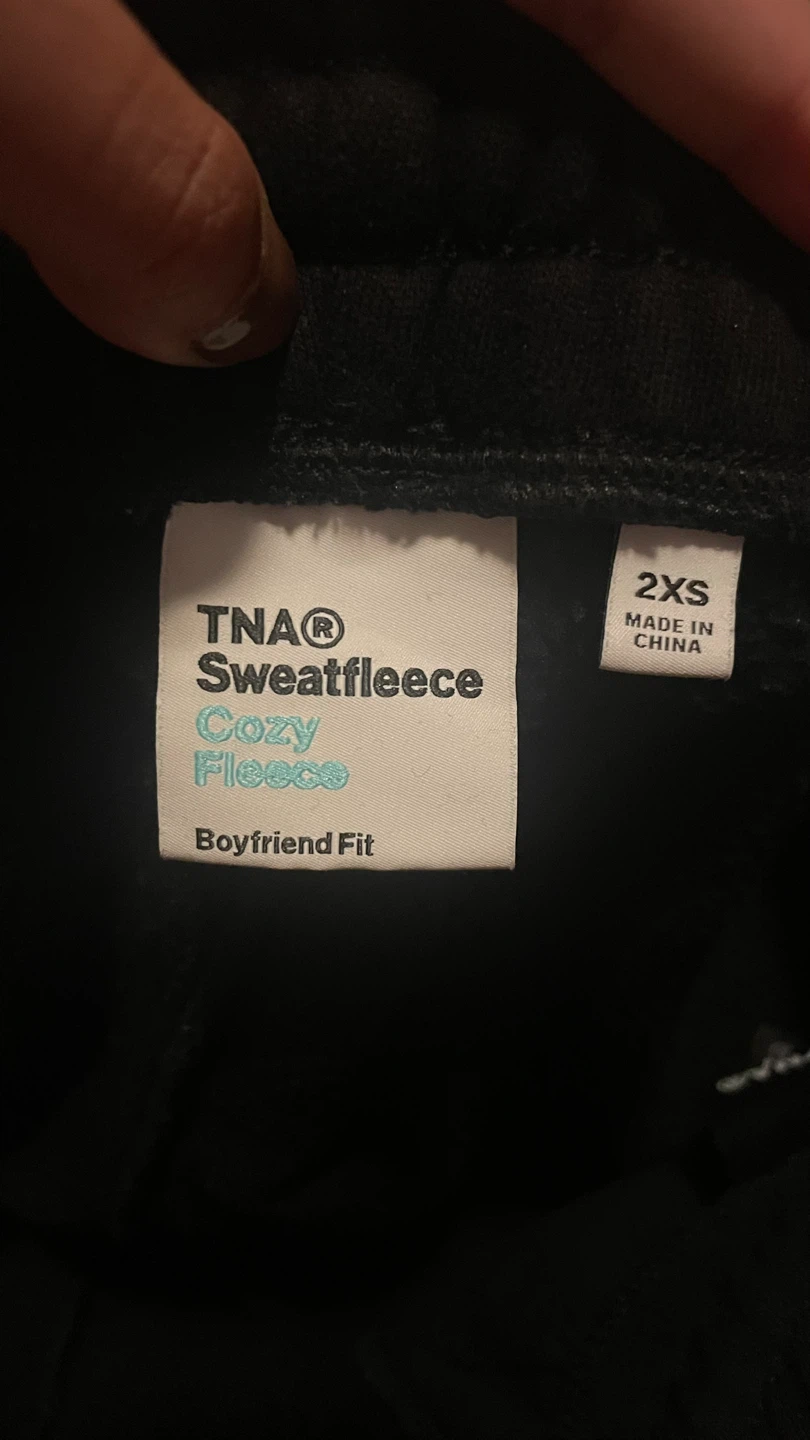 TNA®
Sweatfleece
Cozy
Fleece
Boyfriend Fit
2XS
MADE IN
CHINA